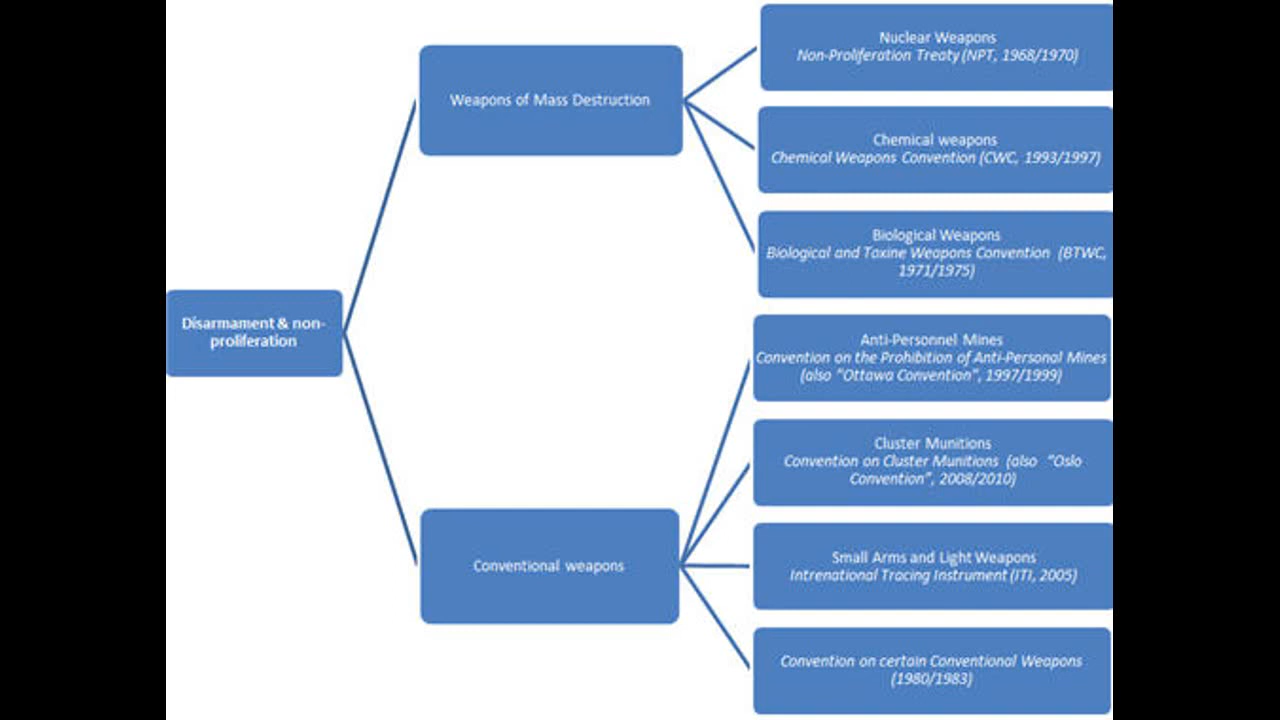 Disarmament & non-
proliferation
Weapons of Mass Destruction
Nuclear Weapons
Non-Proliferation Treaty (NPT, 1968/1970)
Chemical weapons
Chemical Weapons Convention (CWC, 1993/1997)
Biological Weapons
Biological and Toxine Weapons Convention (BTWC,
1971/1975)
Conventional weapons
Anti-Personnel Mines
Convention on the Prohibition of Anti-Personal Mines
(also "Ottawa Convention", 1997/1999)
Cluster Munitions
Convention on Cluster Munitions (also "Oslo
Convention", 2008/2010)
Small Arms and Light Weapons
Intrenational Tracing Instrument (ITI, 2005)
Convention on certain Conventional Weapons
(1980/1983)